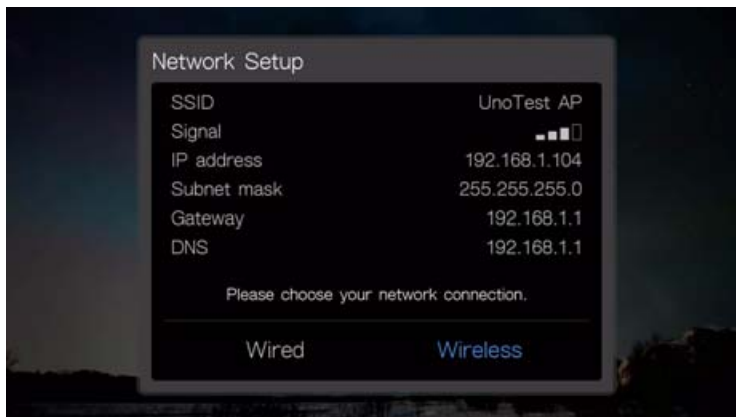 Network Setup
SSID UnoTest AP
Signal
IP address 192.168.1.104
Subnet mask 255.255.255.0
Gateway 192.168.1.1
DNS 192.168.1.1
Please choose your network connection.
Wired Wireless